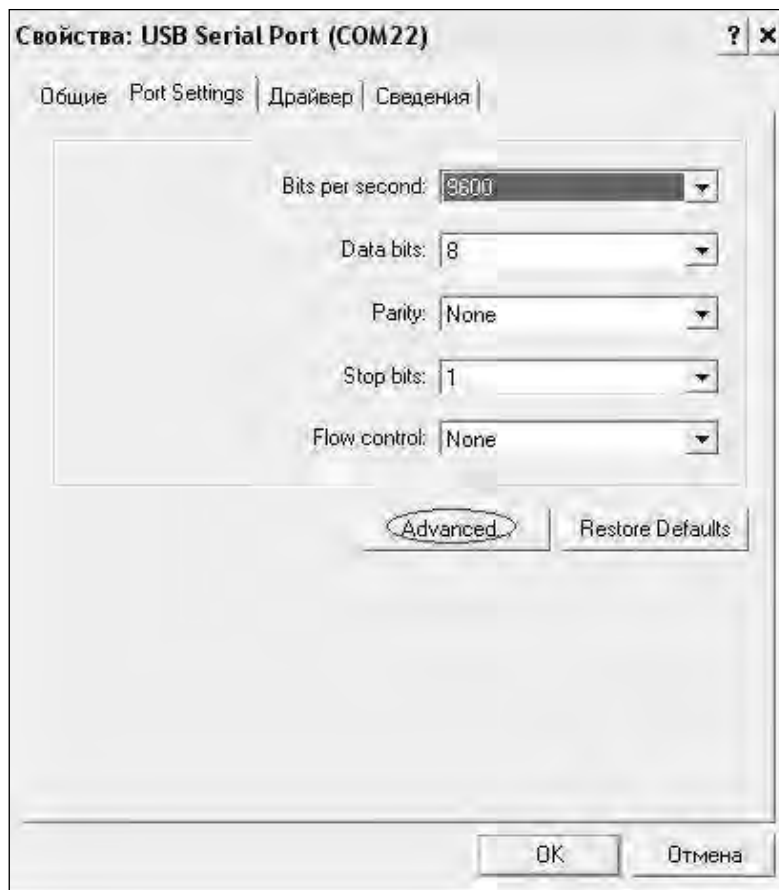 Свойства: USB Serial Port (COM22) ? ×
Общие Port Settings Драйвер Сведения
Bits per second: 9600
Data bits: 8
Parity: None
Stop bits: 1
Flow control: None
Advanced... Restore Defaults
OK Отмена